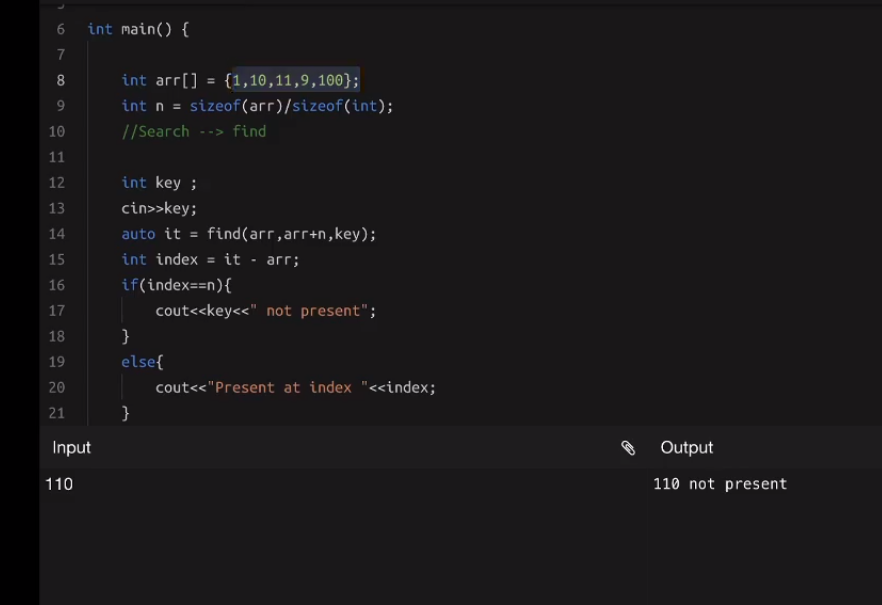 6 int main() {
7
8 int arr[] = {1,10,11,9,100};
9 int n = sizeof(arr)/sizeof(int);
10 //Search --> find
11
12 int key ;
13 cin>>key;
14 auto it = find(arr,arr+n,key);
15 int index = it - arr;
16 if(index==n){
17 cout<<key<<" not present";
18 }
19 else{
20 cout<<"Present at index "<<index;
21 }
Input
Output
110
110 not present